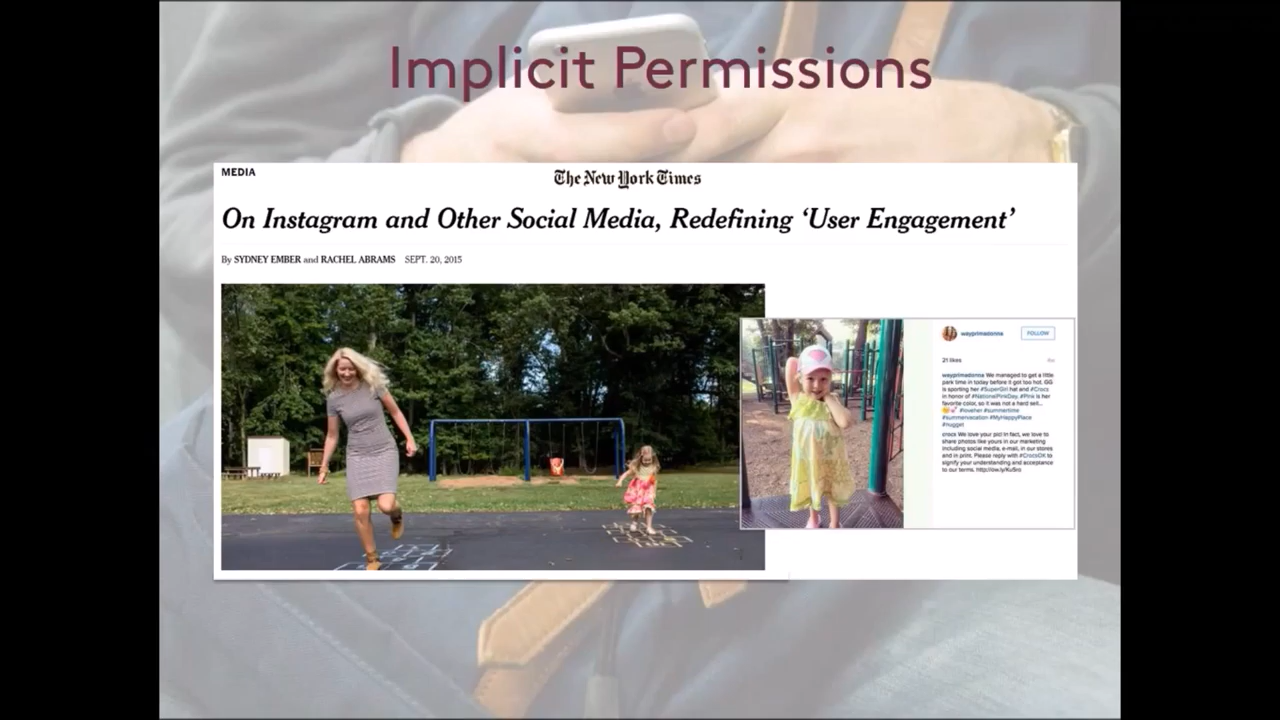 Implicit Permissions
MEDIA
The New York Times
On Instagram and Other Social Media, Redefining ‘User Engagement’
By SYDNEY EMBER and RACHEL ABRAMS SEPT. 20, 2015
wayprimadonna
FOLLOW
21 likes
wayprimadonna We managed to get a little
park time in today before it got too hot. GG
is sporting her #SuperGirl hat and #Crocs
in honor of #NationalPinkDay. #Pink is her
favorite color, so it was not a hard sell...
#loveher #summertime
#summervacation #MyHappyPlace
#nugget
crocs We love your pic! In fact, we love to
share photos like yours in our marketing
including social media, e-mail, in our stores
and in print. Please reply with #CrocsOK to
signify your understanding and acceptance
to our terms.